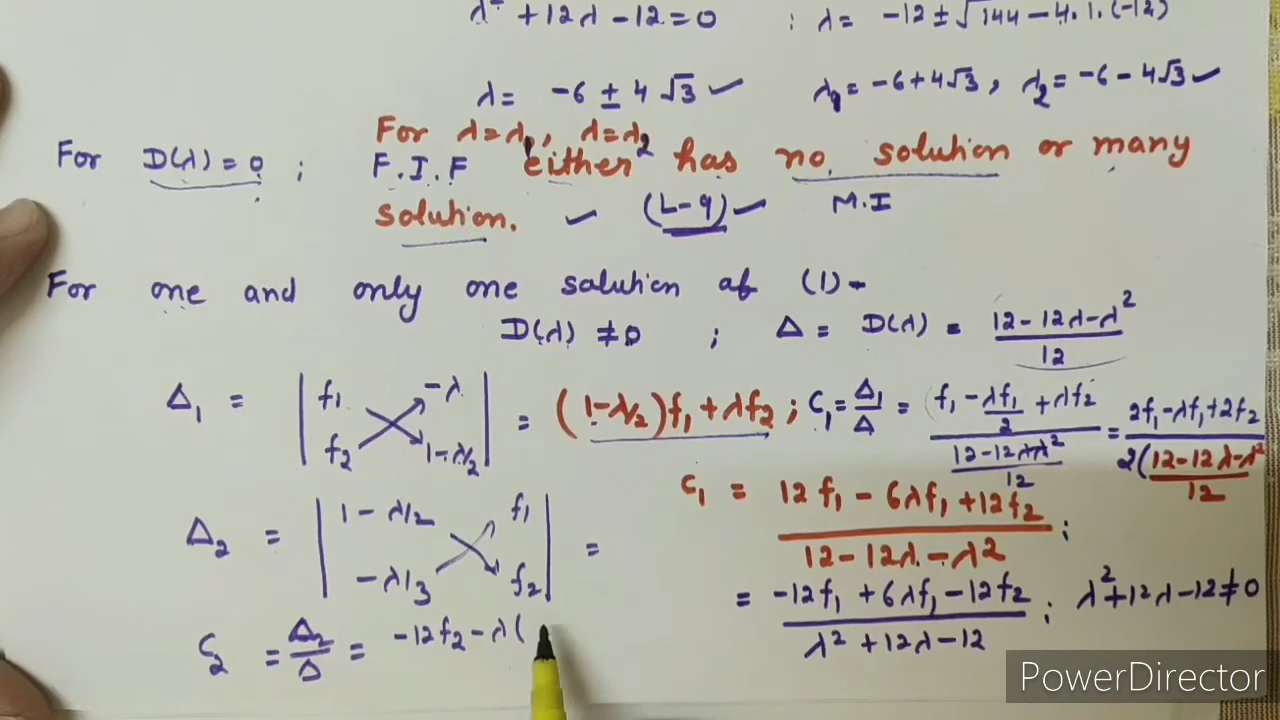 λ² + 12λ - 12 = 0 ; λ = -12 ± √144 - 4. 1. (-12)
λ = -6 ± 4√3 ✓ λ₁ = -6+4√3, λ₂ = -6 - 4√3 ✓
For λ=λ₁, λ=λ₂
For D(λ) = 0 ; F.I.F either has no solution or many
solution. ✓ (L-9) ✓ M.I
For one and only one solution of (1) -
D(λ) ≠ 0 ; Δ = D(λ) = (12-12λ-λ²)/12
Δ₁ = |f₁ -λ; f₂ 1-λ/2| = (1-λ/2)f₁ + λf₂ ; C₁ = Δ₁/Δ = (f₁ - λf₁/2 + λf₂)/((12-12λ-λ²)/12) = (2f₁-λf₁+2f₂)/(2(12-12λ-λ²)/12
C₁ = (12f₁ - 6λf₁ + 12f₂)/(12-12λ-λ²) ;
Δ₂ = |1-λ/2 f₁; -λ/3 f₂| =
= (-12f₁ + 6λf₁ - 12f₂)/(λ² + 12λ - 12) ; λ²+12λ-12≠0
C₂ = Δ₂/Δ = -12f₂ - λ(
PowerDirector